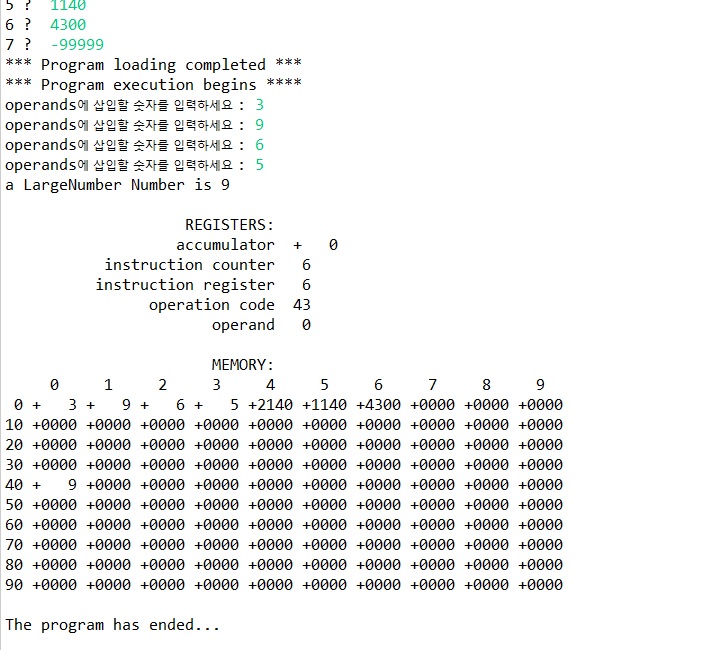 5 ?  1140
6 ?  4300
7 ?  -99999
*** Program loading completed ***
*** Program execution begins ****
operands에 삽입할 숫자를 입력하세요 : 3
operands에 삽입할 숫자를 입력하세요 : 9
operands에 삽입할 숫자를 입력하세요 : 6
operands에 삽입할 숫자를 입력하세요 : 5
a LargeNumber Number is 9
REGISTERS:
accumulator  +   0
instruction counter   6
instruction register   6
operation code  43
operand   0
MEMORY:
0     1     2     3     4     5     6     7     8     9
0 +   3 +   9 +   6 +   5 +2140 +1140 +4300 +0000 +0000 +0000
10 +0000 +0000 +0000 +0000 +0000 +0000 +0000 +0000 +0000 +0000
20 +0000 +0000 +0000 +0000 +0000 +0000 +0000 +0000 +0000 +0000
30 +0000 +0000 +0000 +0000 +0000 +0000 +0000 +0000 +0000 +0000
40 +   9 +0000 +0000 +0000 +0000 +0000 +0000 +0000 +0000 +0000
50 +0000 +0000 +0000 +0000 +0000 +0000 +0000 +0000 +0000 +0000
60 +0000 +0000 +0000 +0000 +0000 +0000 +0000 +0000 +0000 +0000
70 +0000 +0000 +0000 +0000 +0000 +0000 +0000 +0000 +0000 +0000
80 +0000 +0000 +0000 +0000 +0000 +0000 +0000 +0000 +0000 +0000
90 +0000 +0000 +0000 +0000 +0000 +0000 +0000 +0000 +0000 +0000
The program has ended...